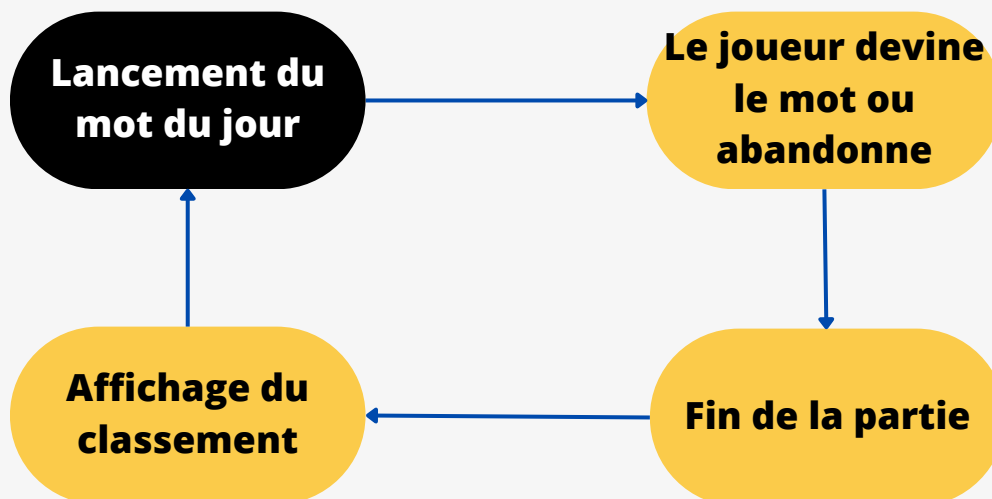 Lancement du
mot du jour
Le joueur devine
le mot ou
abandonne
Affichage du
classement
Fin de la partie